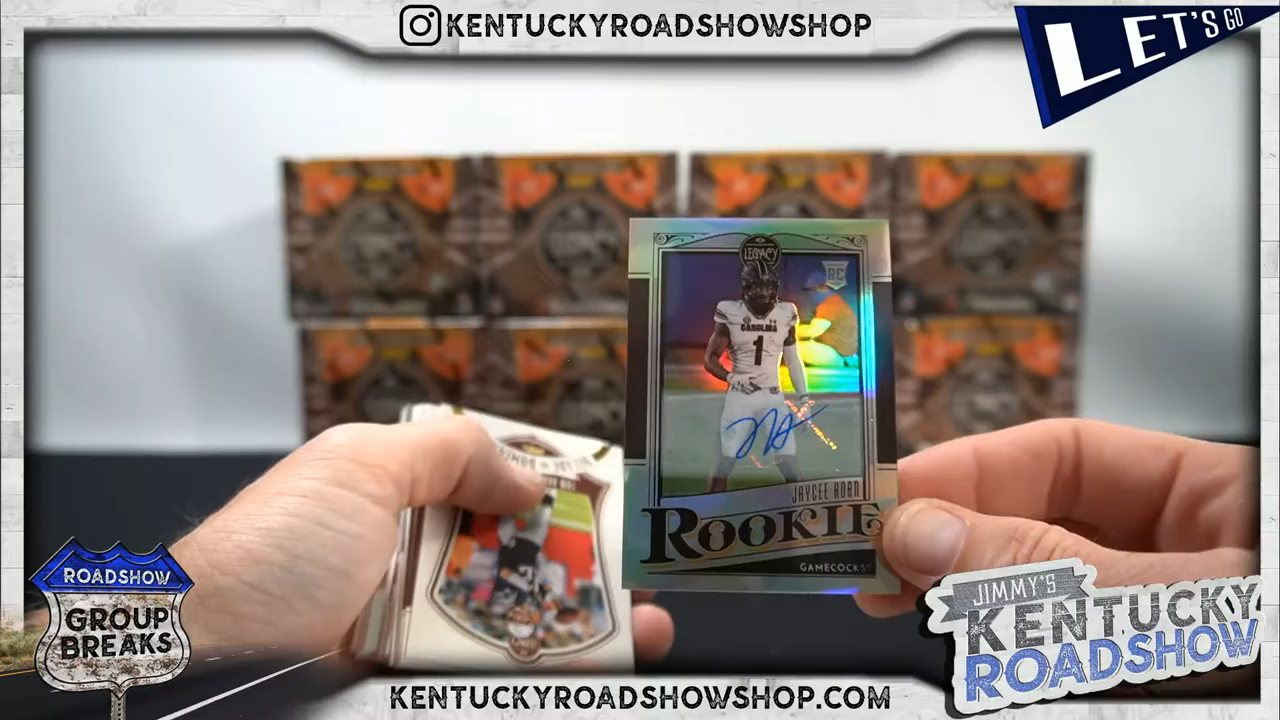 KENTUCKYROADSHOWSHOP
LET'S GO
LEGACY
RC
CAROLINA
1
JAYCEE HORN
ROOKIE
GAMECOCKS
ROADSHOW
GROUP
BREAKS
JIMMY'S
KENTUCKY
ROADSHOW
KENTUCKYROADSHOWSHOP.COM